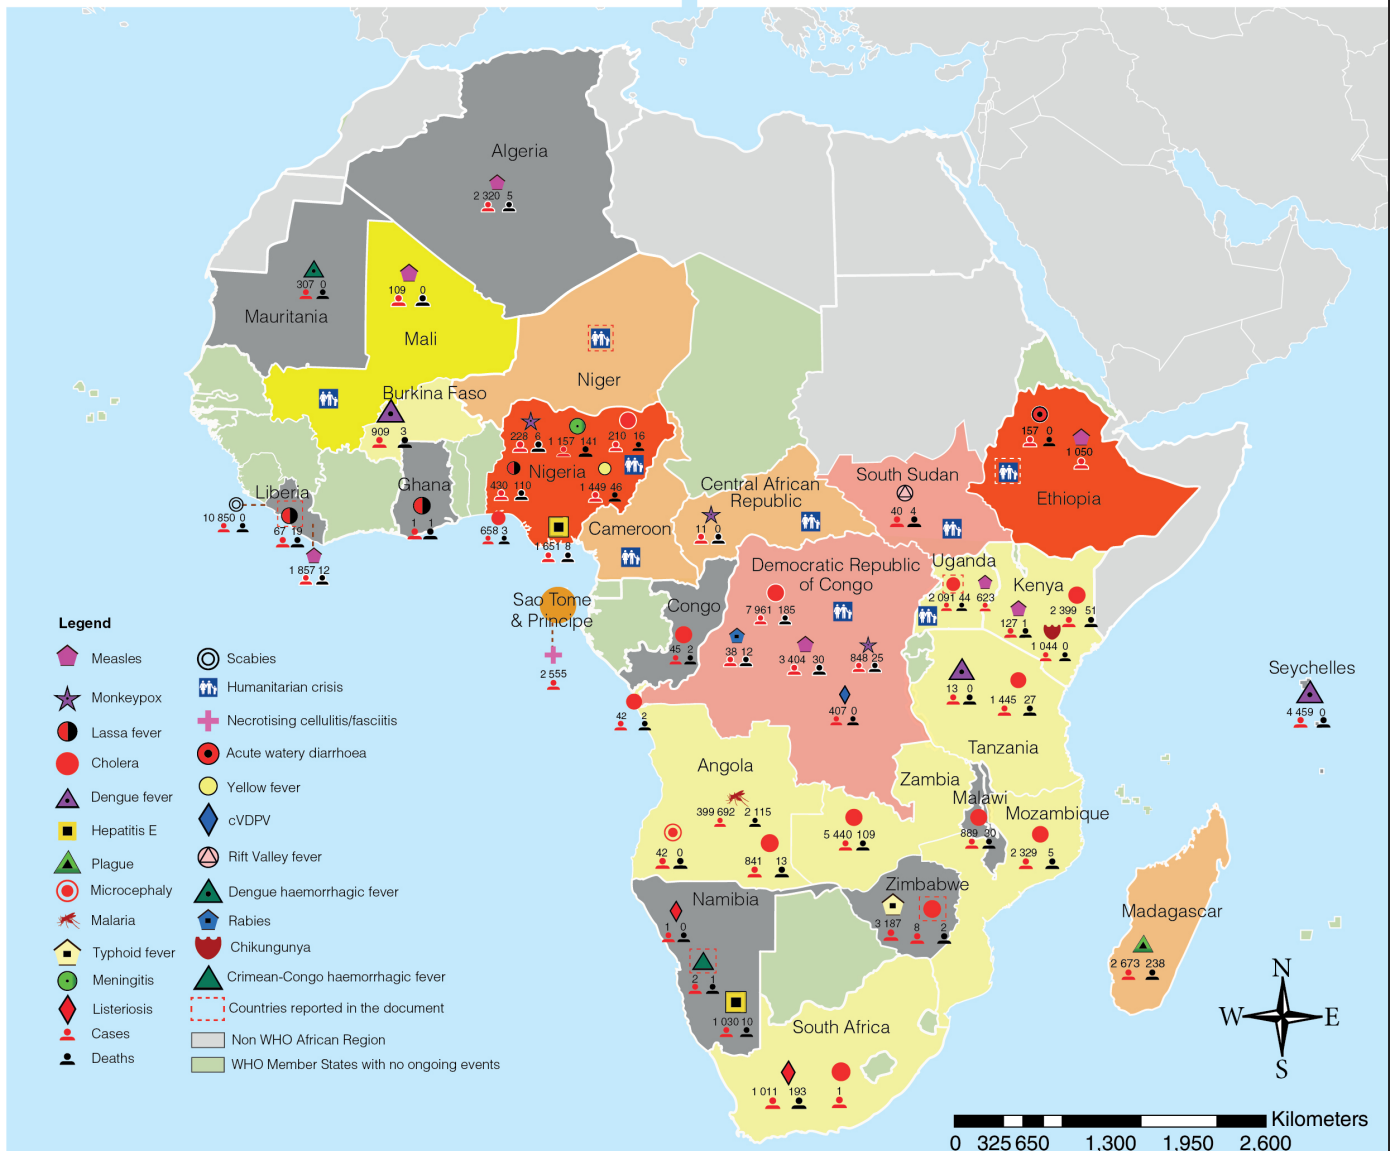 Algeria
2 320 5
307 0
Mauritania
109 0
Mali
Niger
Burkina Faso
909 3
228 6
1 157 141
210 16
Nigeria
430 110
1 449 46
658 3
1 651 8
157 0
1 050
Ethiopia
Ghana
1 1
Liberia
10 850 0
67 19
1 857 12
Cameroon
Central African
Republic
11 0
South Sudan
40 4
Democratic Republic
of Congo
7 961 185
38 12
3 404 30
848 25
407 0
Uganda
2 091 44 623
Kenya
127 1
2 399 51
1 044 0
Sao Tome
& Principe
2 555
Congo
45 2
42 2
13 0
1 445 27
Tanzania
Seychelles
4 459 0
Angola
399 692 2 115
42 0
841 13
Zambia
5 440 109
Malawi
889 30
Mozambique
2 329 5
Namibia
1 0
2 1
1 030 10
Zimbabwe
3 187
8 2
Madagascar
2 673 238
South Africa
1 011 193
1
Legend
Measles
Monkeypox
Lassa fever
Cholera
Dengue fever
Hepatitis E
Plague
Microcephaly
Malaria
Typhoid fever
Meningitis
Listeriosis
Cases
Deaths
Scabies
Humanitarian crisis
Necrotising cellulitis/fasciitis
Acute watery diarrhoea
Yellow fever
cVDPV
Rift Valley fever
Dengue haemorrhagic fever
Rabies
Chikungunya
Crimean-Congo haemorrhagic fever
Countries reported in the document
Non WHO African Region
WHO Member States with no ongoing events
N
W E
S
Kilometers
0 325 650 1,300 1,950 2,600